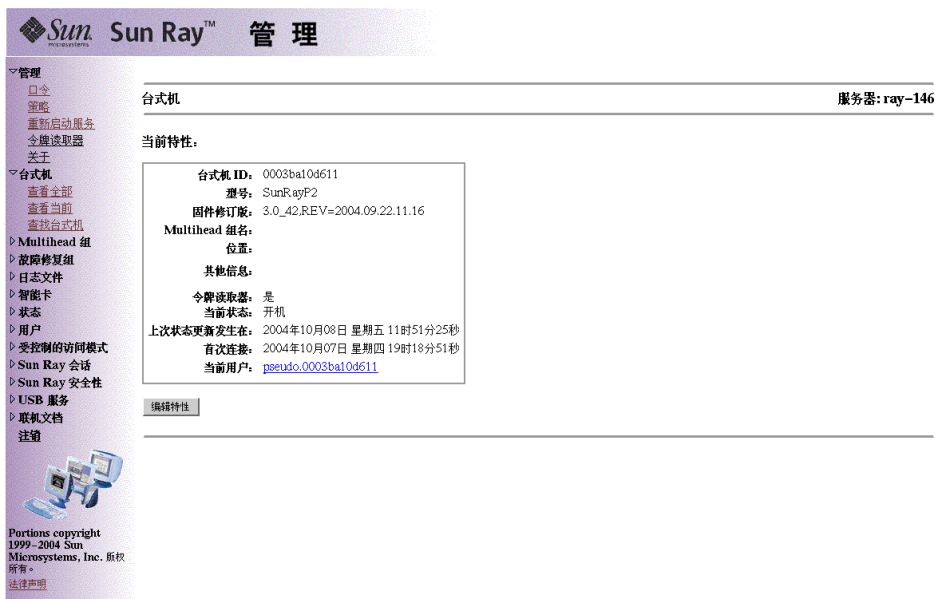 Sun microsystems Sun Ray™ 管 理
▽管理
口令
策略
重新启动服务
令牌读取器
关于
▽台式机
查看全部
查看当前
查找台式机
▷Multihead 组
▷故障修复组
▷日志文件
▷智能卡
▷状态
▷用户
▷受控制的访问模式
▷Sun Ray 会话
▷Sun Ray 安全性
▷USB 服务
▷联机文档
注销
Portions copyright
1999-2004 Sun
Microsystems, Inc. 版权
所有。
法律声明
台式机 服务器: ray-146
当前特性:
台式机 ID: 0003ba10d611
型号: SunRayP2
固件修订版: 3.0_42,REV=2004.09.22.11.16
Multihead 组名:
位置:
其他信息:
令牌读取器: 是
当前状态: 开机
上次状态更新发生在: 2004年10月08日 星期五 11时51分25秒
首次连接: 2004年10月07日 星期四 19时18分51秒
当前用户: pseudo.0003ba10d611
编辑特性